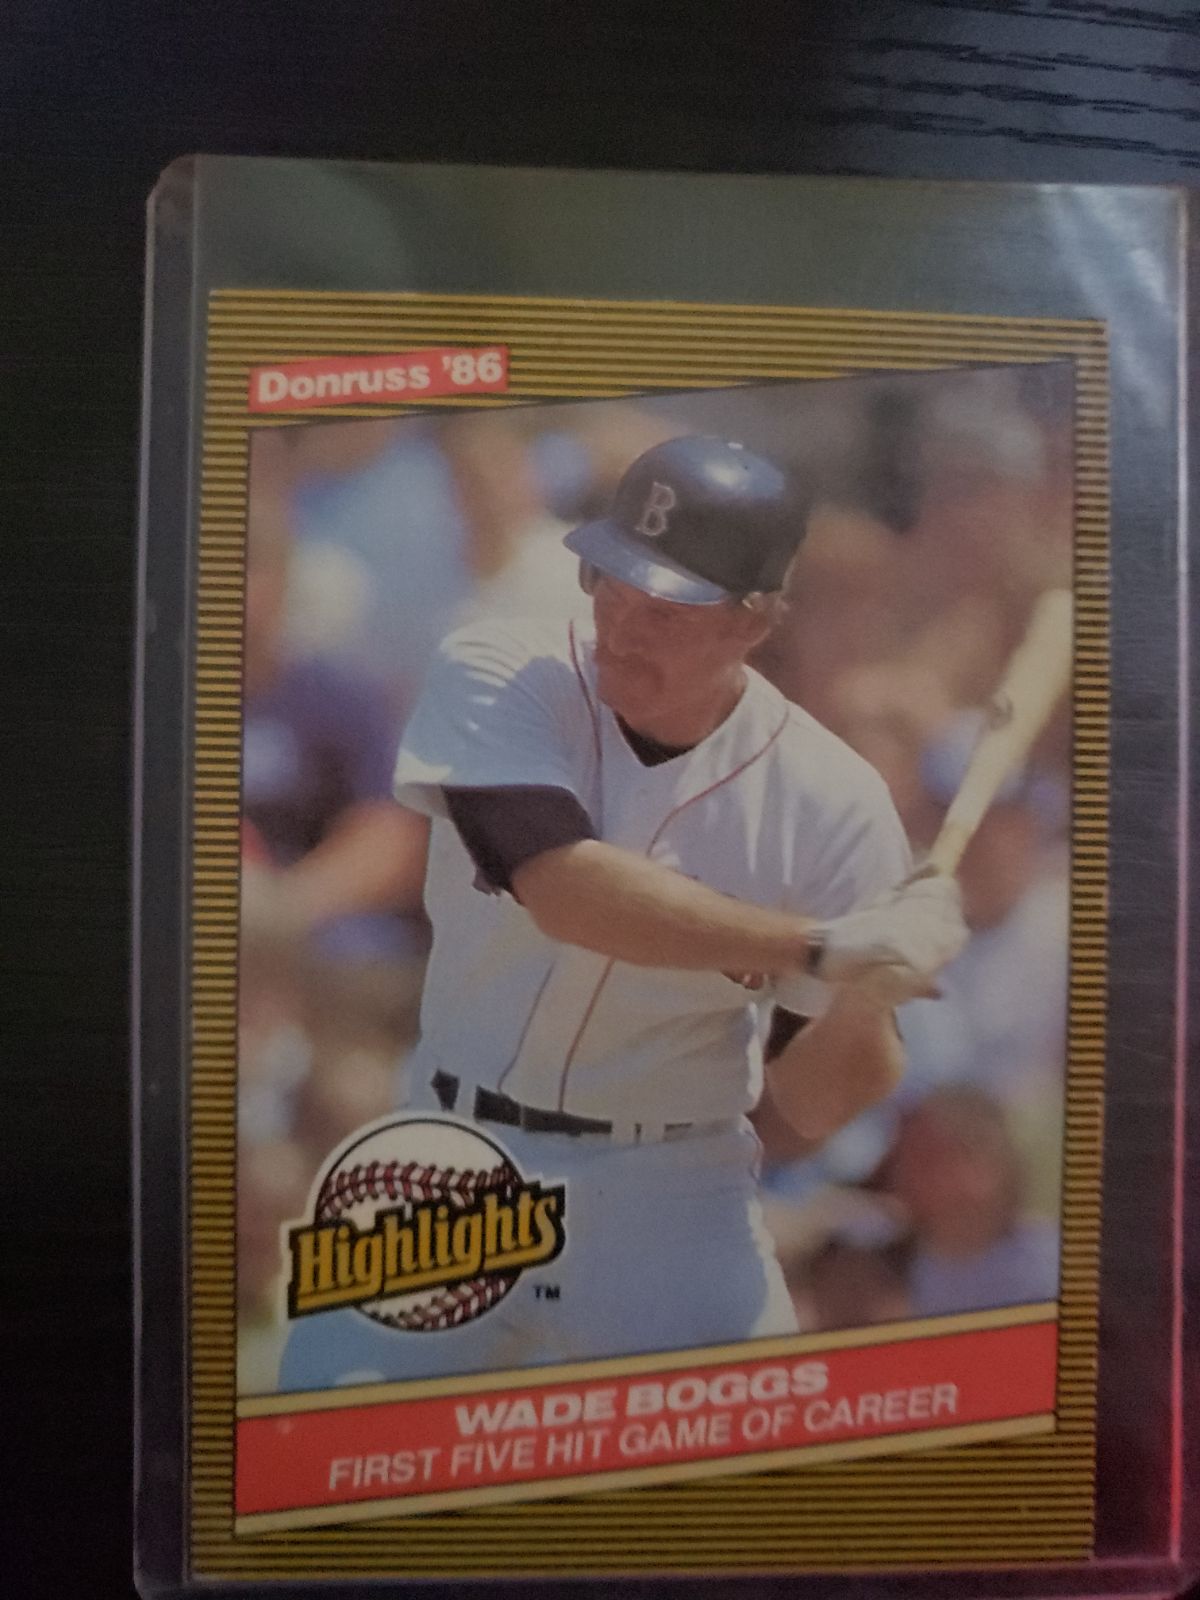 Donruss '86
B
Highlights
TM
WADE BOGGS
FIRST FIVE HIT GAME OF CAREER